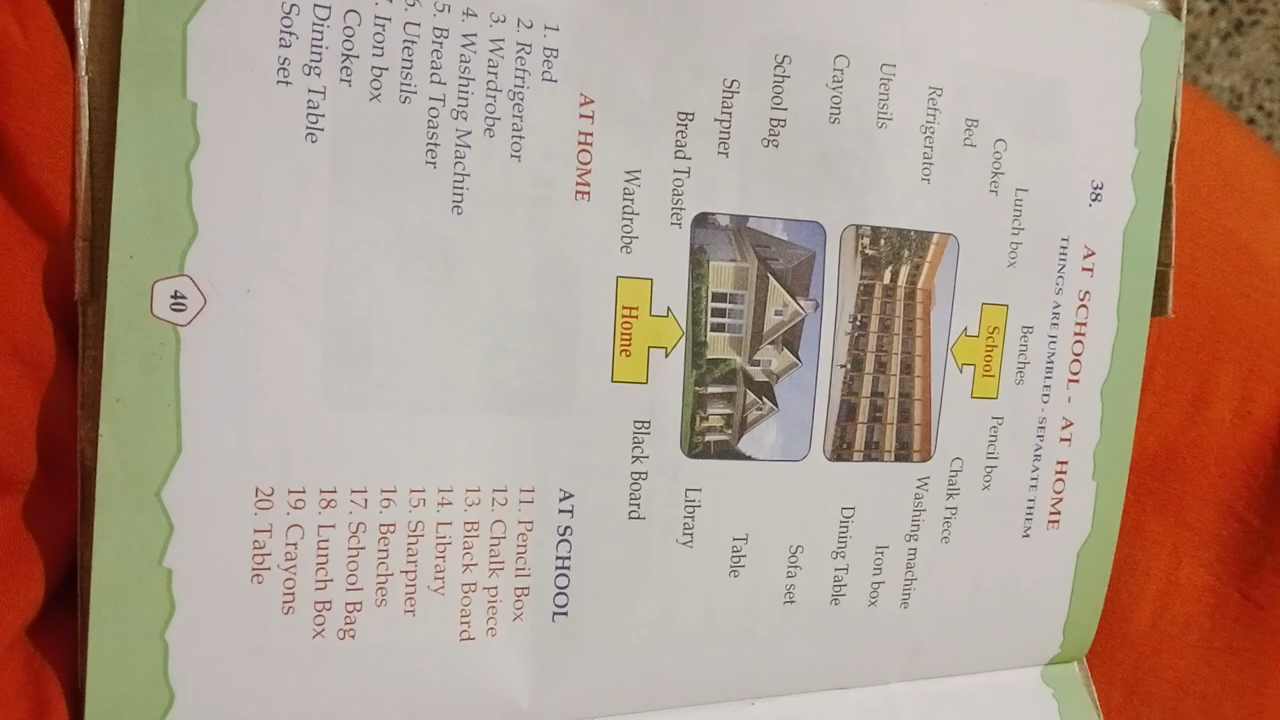 38. AT SCHOOL - AT HOME
THINGS ARE JUMBLED - SEPARATE THEM
Lunch box
Benches
Cooker
School
Pencil box
Bed
Chalk Piece
Refrigerator
Washing machine
Utensils
Iron box
Crayons
Dining Table
School Bag
Sofa set
Sharpner
Table
Bread Toaster
Library
Wardrobe
Home
Black Board
AT HOME
1. Bed
2. Refrigerator
3. Wardrobe
4. Washing Machine
5. Bread Toaster
6. Utensils
Iron box
Cooker
Dining Table
Sofa set
AT SCHOOL
11. Pencil Box
12. Chalk piece
13. Black Board
14. Library
15. Sharpner
16. Benches
17. School Bag
18. Lunch Box
19. Crayons
20. Table
40